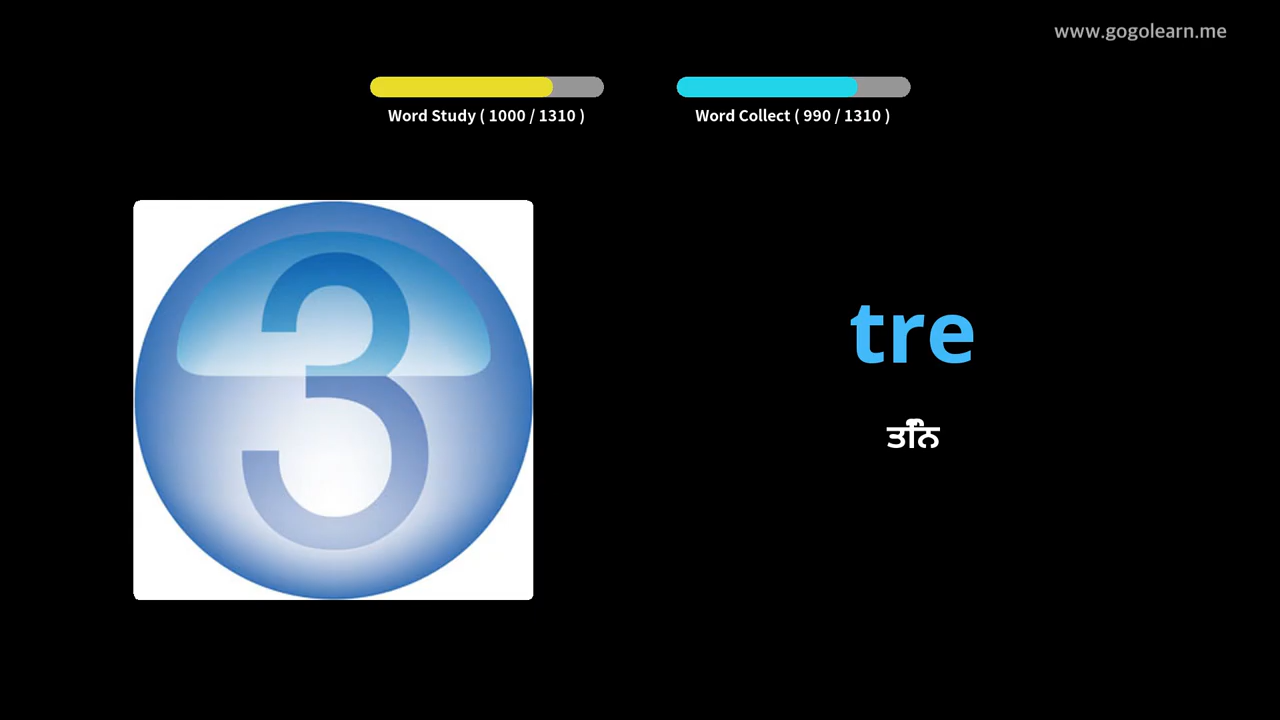 www.gogolearn.me
Word Study ( 1000 / 1310 )
Word Collect ( 990 / 1310 )
3
tre
ਤਿੰਨ